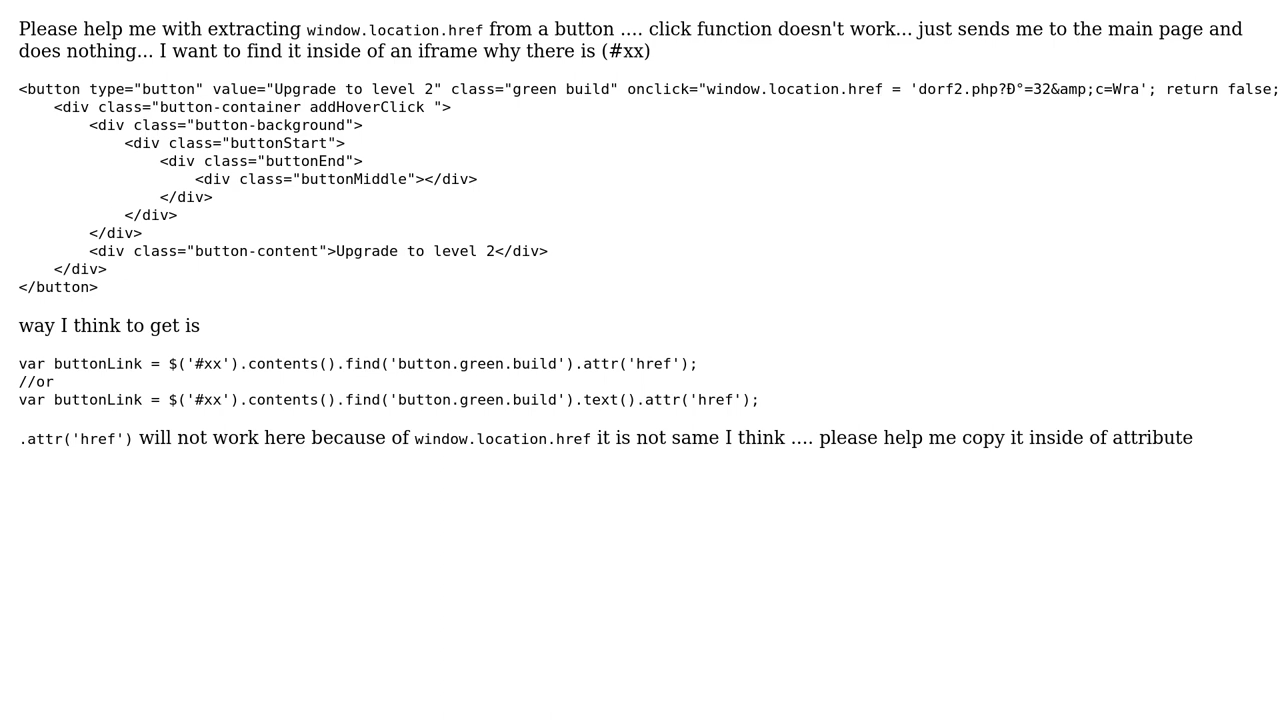 Please help me with extracting window.location.href from a button .... click function doesn't work... just sends me to the main page and
does nothing... I want to find it inside of an iframe why there is (#xx)
<button type="button" value="Upgrade to level 2" class="green build" onclick="window.location.href = 'dorf2.php?Ð°=32&amp;c=Wra'; return false;
<div class="button-container addHoverClick ">
<div class="button-background">
<div class="buttonStart">
<div class="buttonEnd">
<div class="buttonMiddle"></div>
</div>
</div>
</div>
<div class="button-content">Upgrade to level 2</div>
</div>
</button>
way I think to get is
var buttonLink = $('#xx').contents().find('button.green.build').attr('href');
//or
var buttonLink = $('#xx').contents().find('button.green.build').text().attr('href');
.attr('href') will not work here because of window.location.href it is not same I think .... please help me copy it inside of attribute